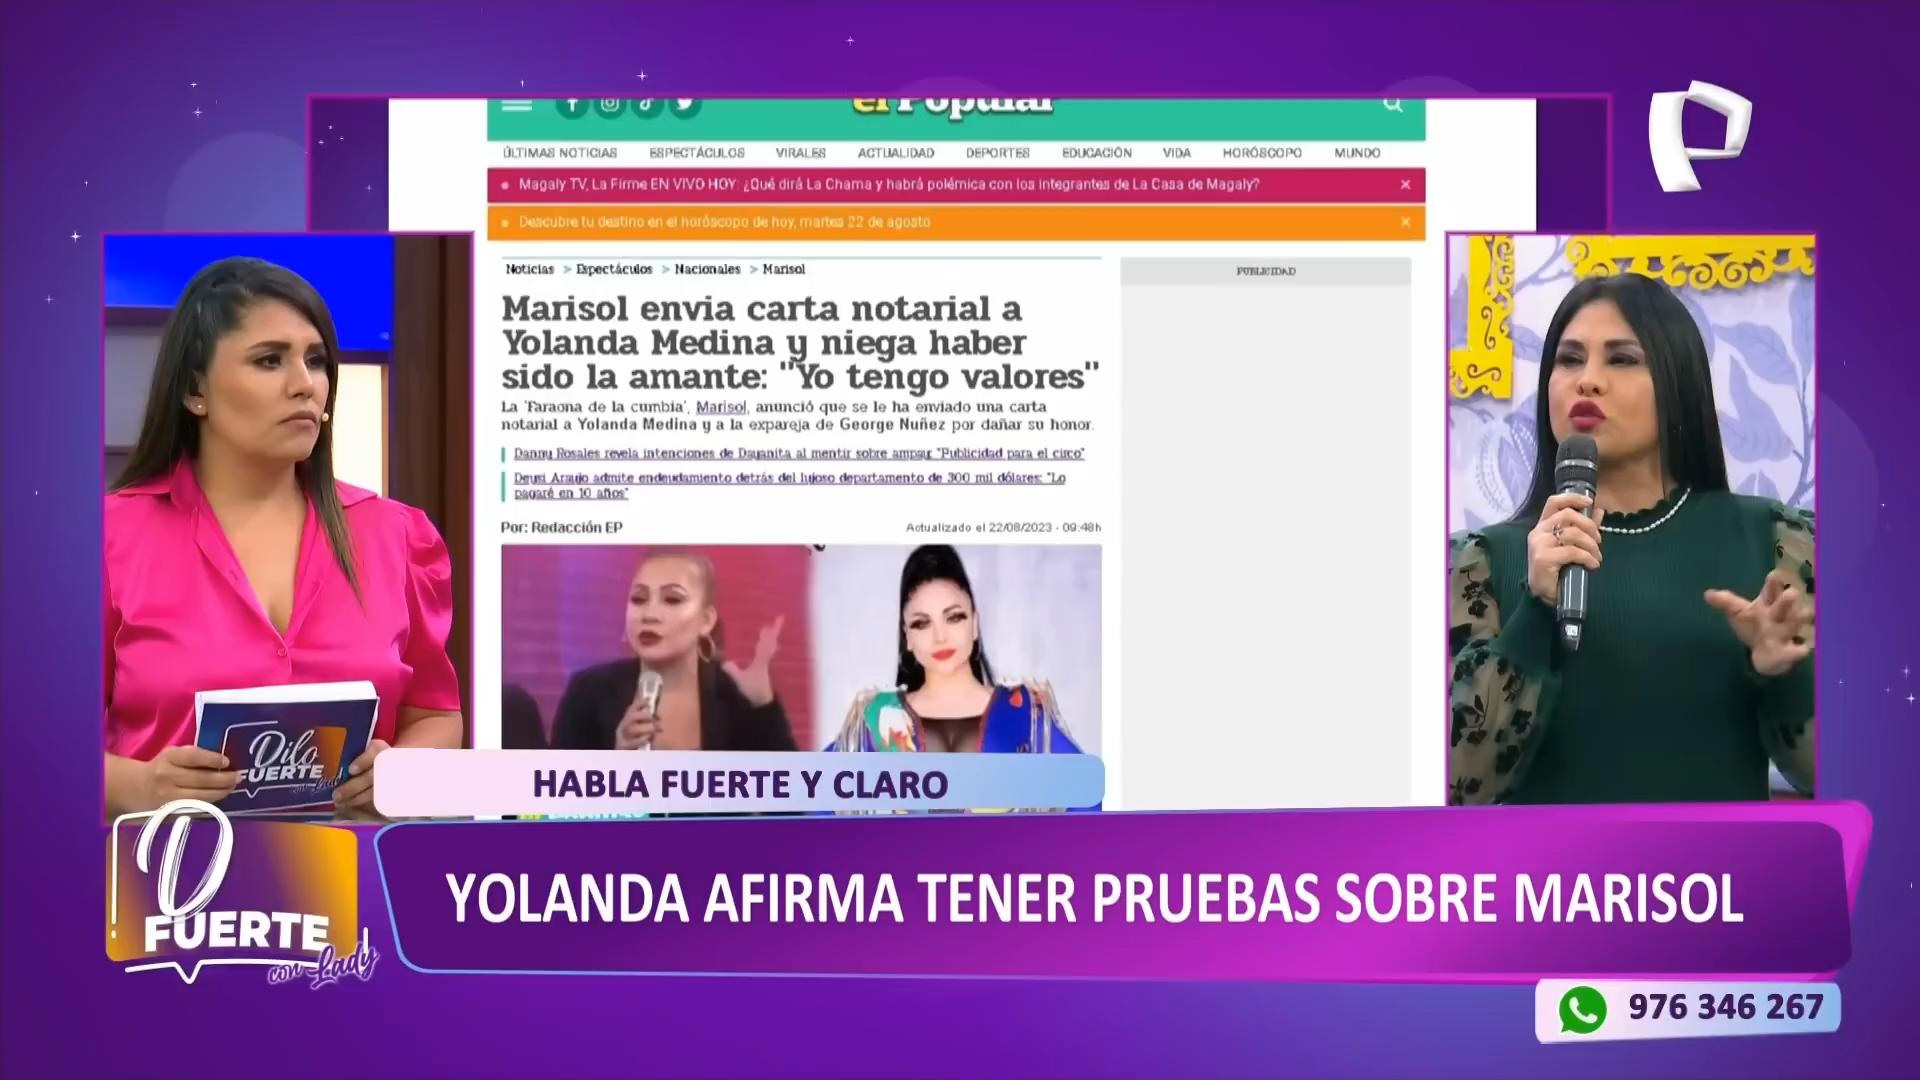 el Popular
ÚLTIMAS NOTICIAS ESPECTÁCULOS VIRALES ACTUALIDAD DEPORTES EDUCACIÓN VIDA HORÓSCOPO MUNDO
Magaly TV, La Firme EN VIVO HOY: ¿Qué dirá La Chama y habrá polémica con los integrantes de La Casa de Magaly?
Descubre tu destino en el horóscopo de hoy, martes 22 de agosto
Noticias > Espectáculos > Nacionales > Marisol
PUBLICIDAD
Marisol envia carta notarial a
Yolanda Medina y niega haber
sido la amante: "Yo tengo valores"
La 'Faraona de la cumbia', Marisol, anunció que se le ha enviado una carta
notarial a Yolanda Medina y a la expareja de George Nuñez por dañar su honor.
Danny Rosales revela intenciones de Dayanita al mentir sobre ampay: "Publicidad para el circo"
Deysi Araujo admite endeudamiento detrás del lujoso departamento de 300 mil dólares: "Lo
pagaré en 10 años"
Por: Redacción EP
Actualizado el 22/08/2023 - 09:48h
Dilo
FUERTE
con Lady
HABLA FUERTE Y CLARO
D
FUERTE
con Lady
YOLANDA AFIRMA TENER PRUEBAS SOBRE MARISOL
976 346 267